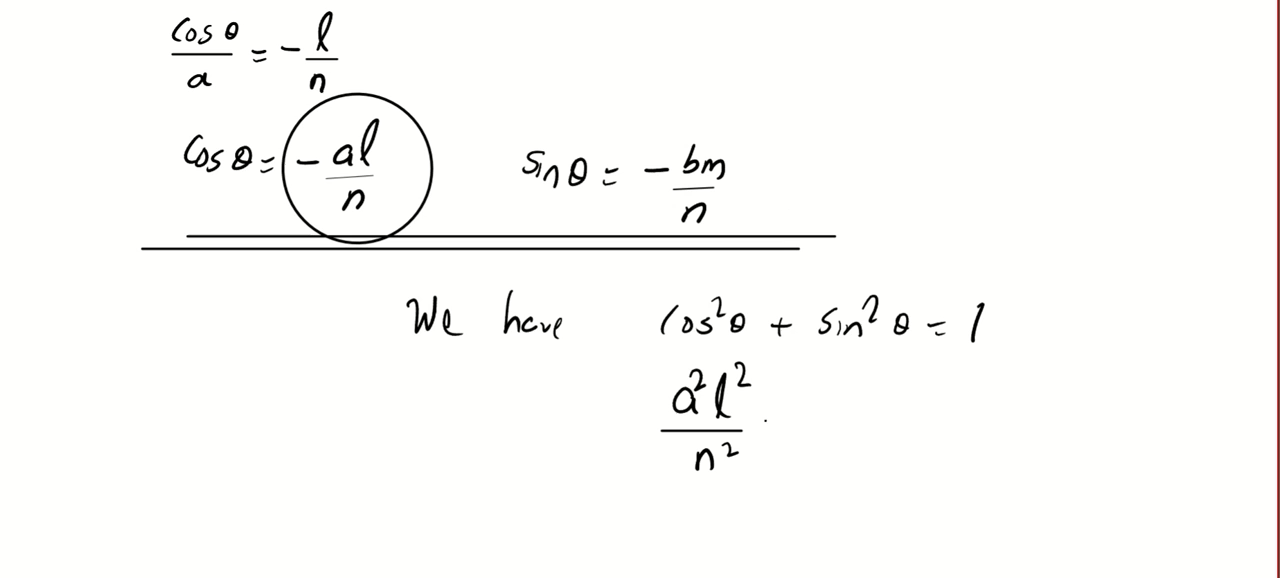 cos θ / a = - l / n
cos θ = - al / n    sin θ = - bm / n
We have cos²θ + sin²θ = 1
a²l² / n²